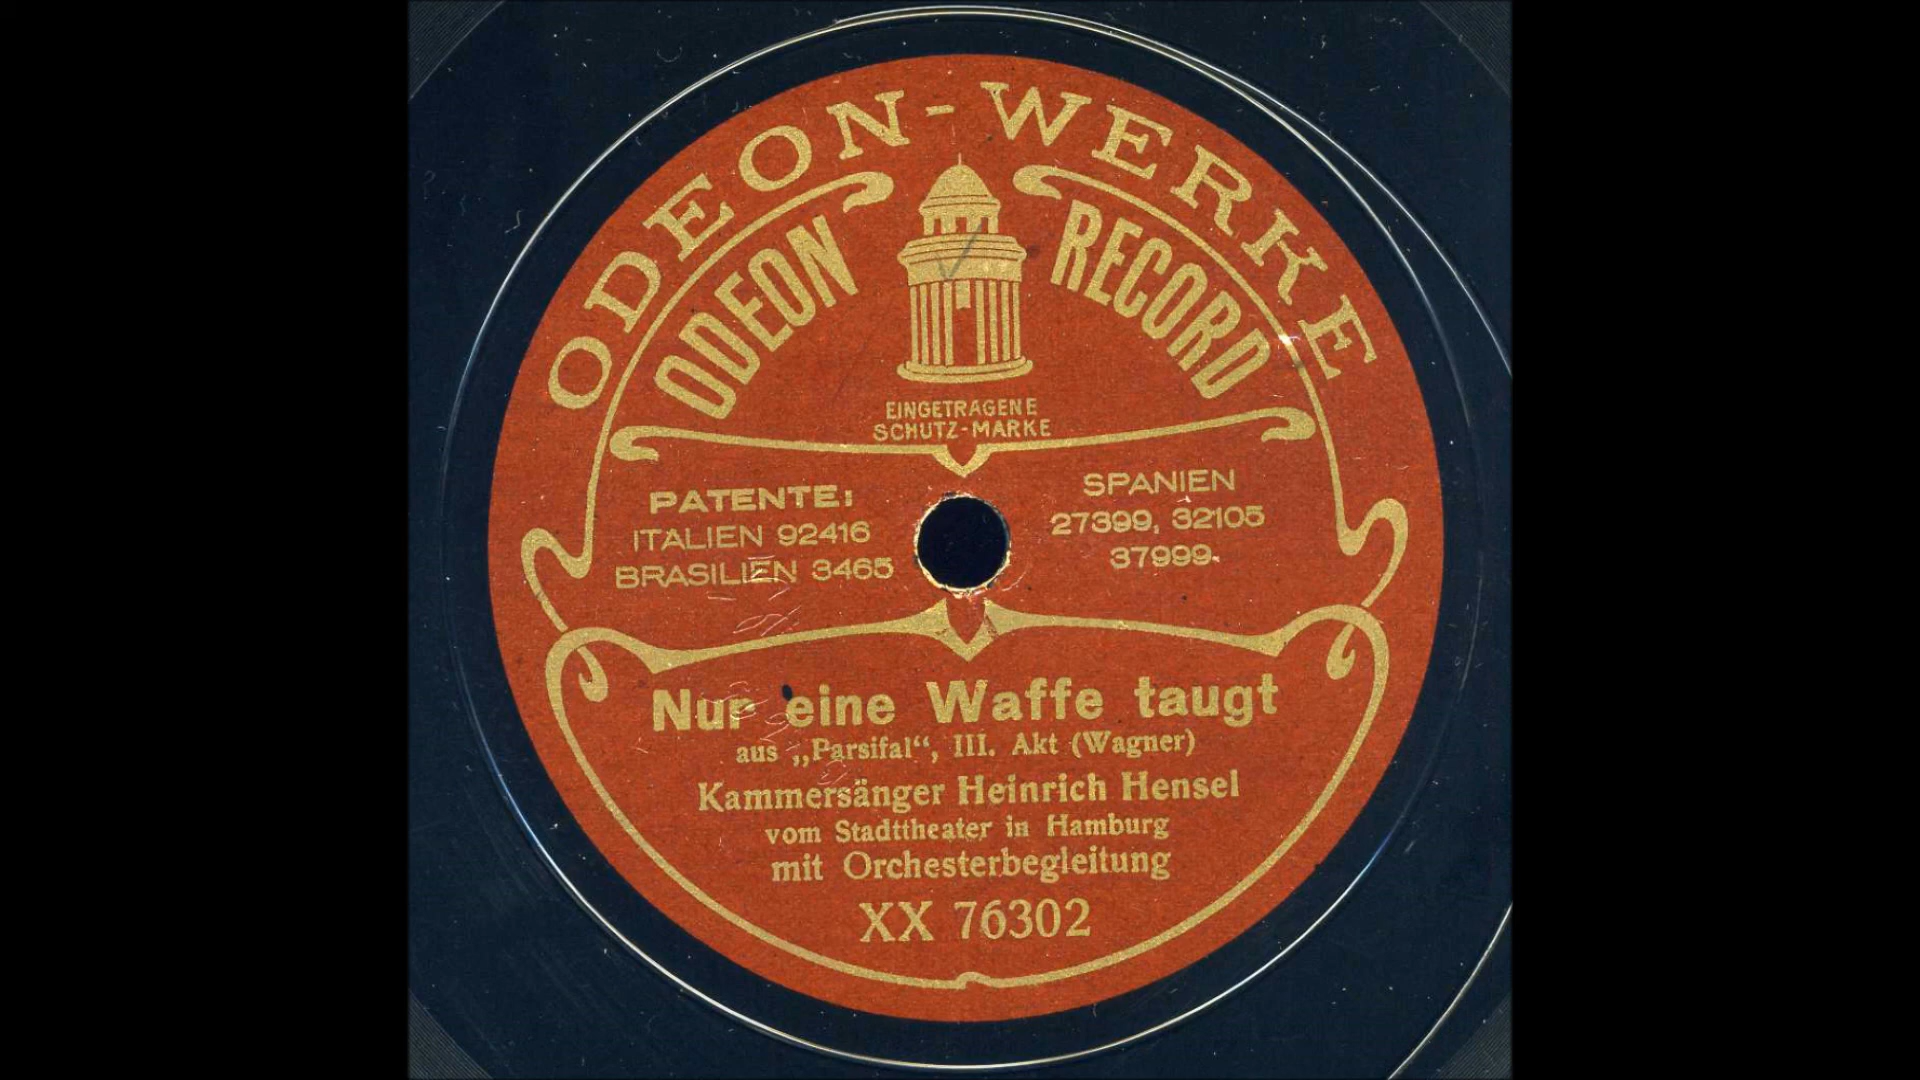 ODEON-WERKE
ODEON RECORD
EINGETRAGENE
SCHUTZ-MARKE
PATENTE:
ITALIEN 92416
BRASILIEN 3465
SPANIEN
27399, 32105
37999.
Nur eine Waffe taugt
aus „Parsifal“, III. Akt (Wagner)
Kammersänger Heinrich Hensel
vom Stadttheater in Hamburg
mit Orchesterbegleitung
XX 76302